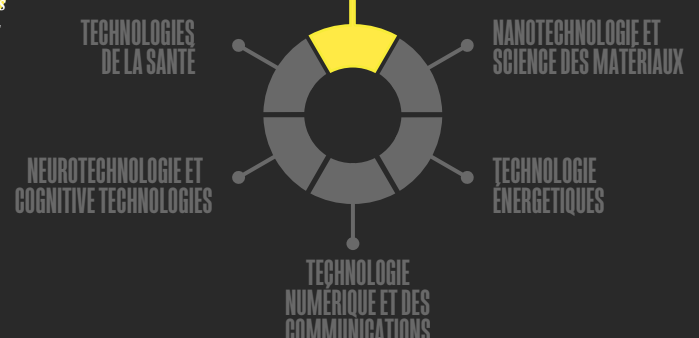 TECHNOLOGIES
DE LA SANTÉ
NANOTECHNOLOGIE ET
SCIENCE DES MATÉRIAUX
NEUROTECHNOLOGIE ET
COGNITIVE TECHNOLOGIES
TECHNOLOGIE
ÉNERGETIQUES
TECHNOLOGIE
NUMÉRIQUE ET DES
COMMUNICATIONS